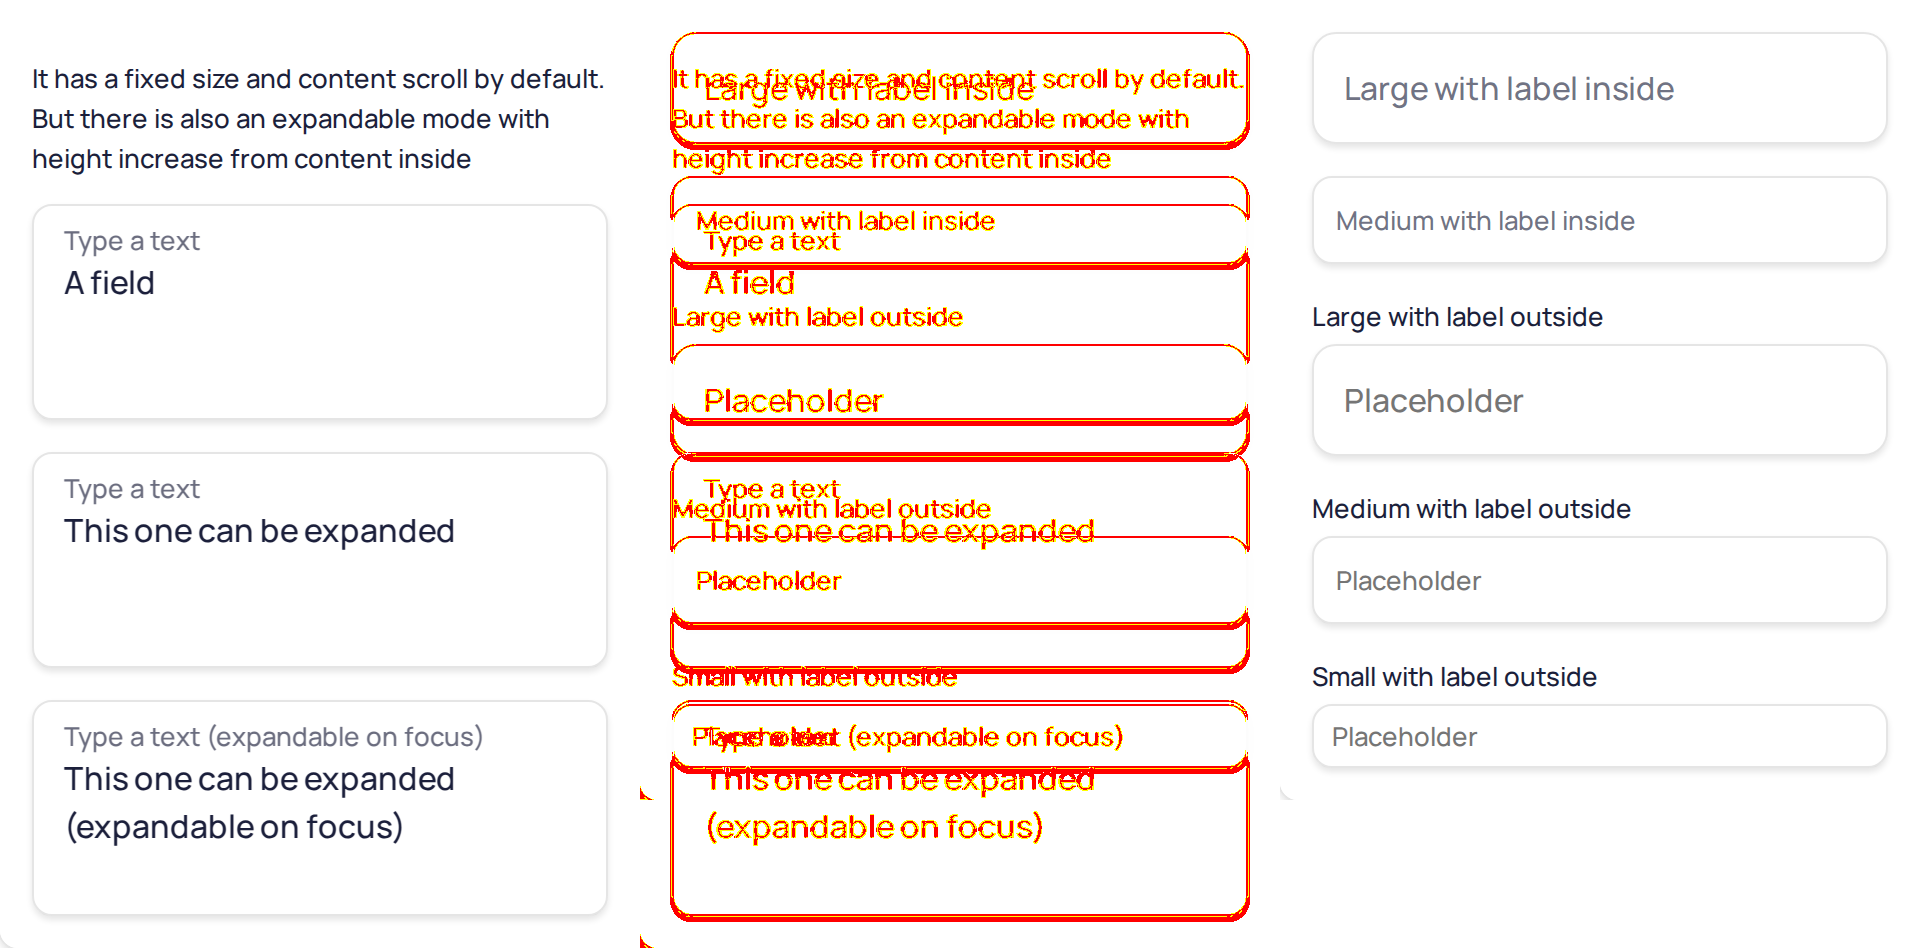 It has a fixed size and content scroll by default.
But there is also an expandable mode with
height increase from content inside
Type a text
A field
Type a text
This one can be expanded
Type a text (expandable on focus)
This one can be expanded
(expandable on focus)
It has a fixed size and content scroll by default.
Large with label inside
But there is also an expandable mode with
height increase from content inside
Medium with label inside
Type a text
A field
Large with label outside
Placeholder
Type a text
Medium with label outside
This one can be expanded
Placeholder
Small with label outside
Placeholder
Type a text (expandable on focus)
This one can be expanded
(expandable on focus)
Large with label inside
Medium with label inside
Large with label outside
Placeholder
Medium with label outside
Placeholder
Small with label outside
Placeholder